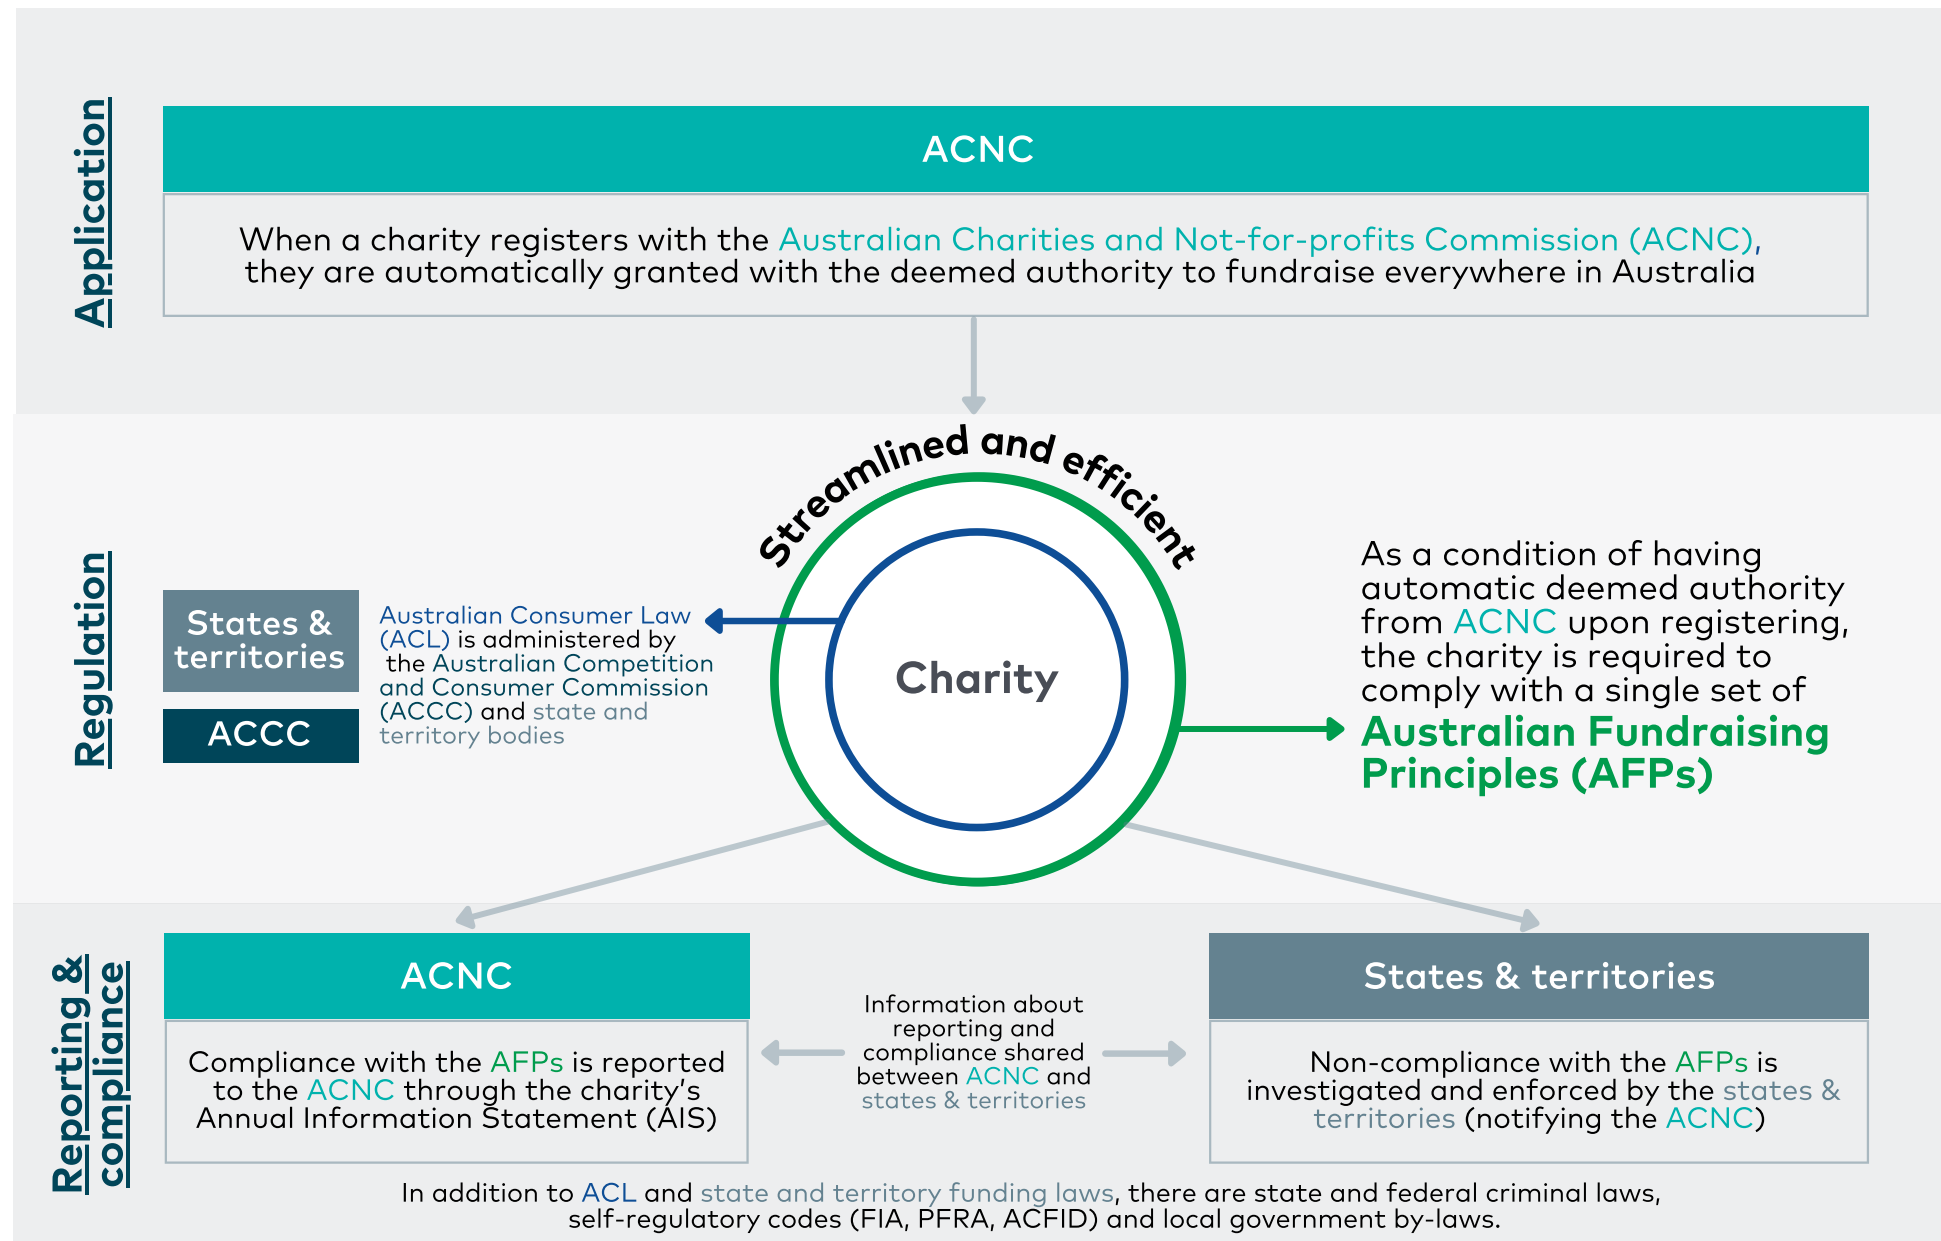 Application
ACNC
When a charity registers with the Australian Charities and Not-for-profits Commission (ACNC),
they are automatically granted with the deemed authority to fundraise everywhere in Australia
Regulation
States &
territories
ACCC
Australian Consumer Law
(ACL) is administered by
the Australian Competition
and Consumer Commission
(ACCC) and state and
territory bodies
Streamlined and efficient
Charity
As a condition of having
automatic deemed authority
from ACNC upon registering,
the charity is required to
comply with a single set of
Australian Fundraising
Principles (AFPs)
Reporting &
compliance
ACNC
Compliance with the AFPs is reported
to the ACNC through the charity's
Annual Information Statement (AIS)
Information about
reporting and
compliance shared
between ACNC and
states & territories
States & territories
Non-compliance with the AFPs is
investigated and enforced by the states &
territories (notifying the ACNC)
In addition to ACL and state and territory funding laws, there are state and federal criminal laws,
self-regulatory codes (FIA, PFRA, ACFID) and local government by-laws.